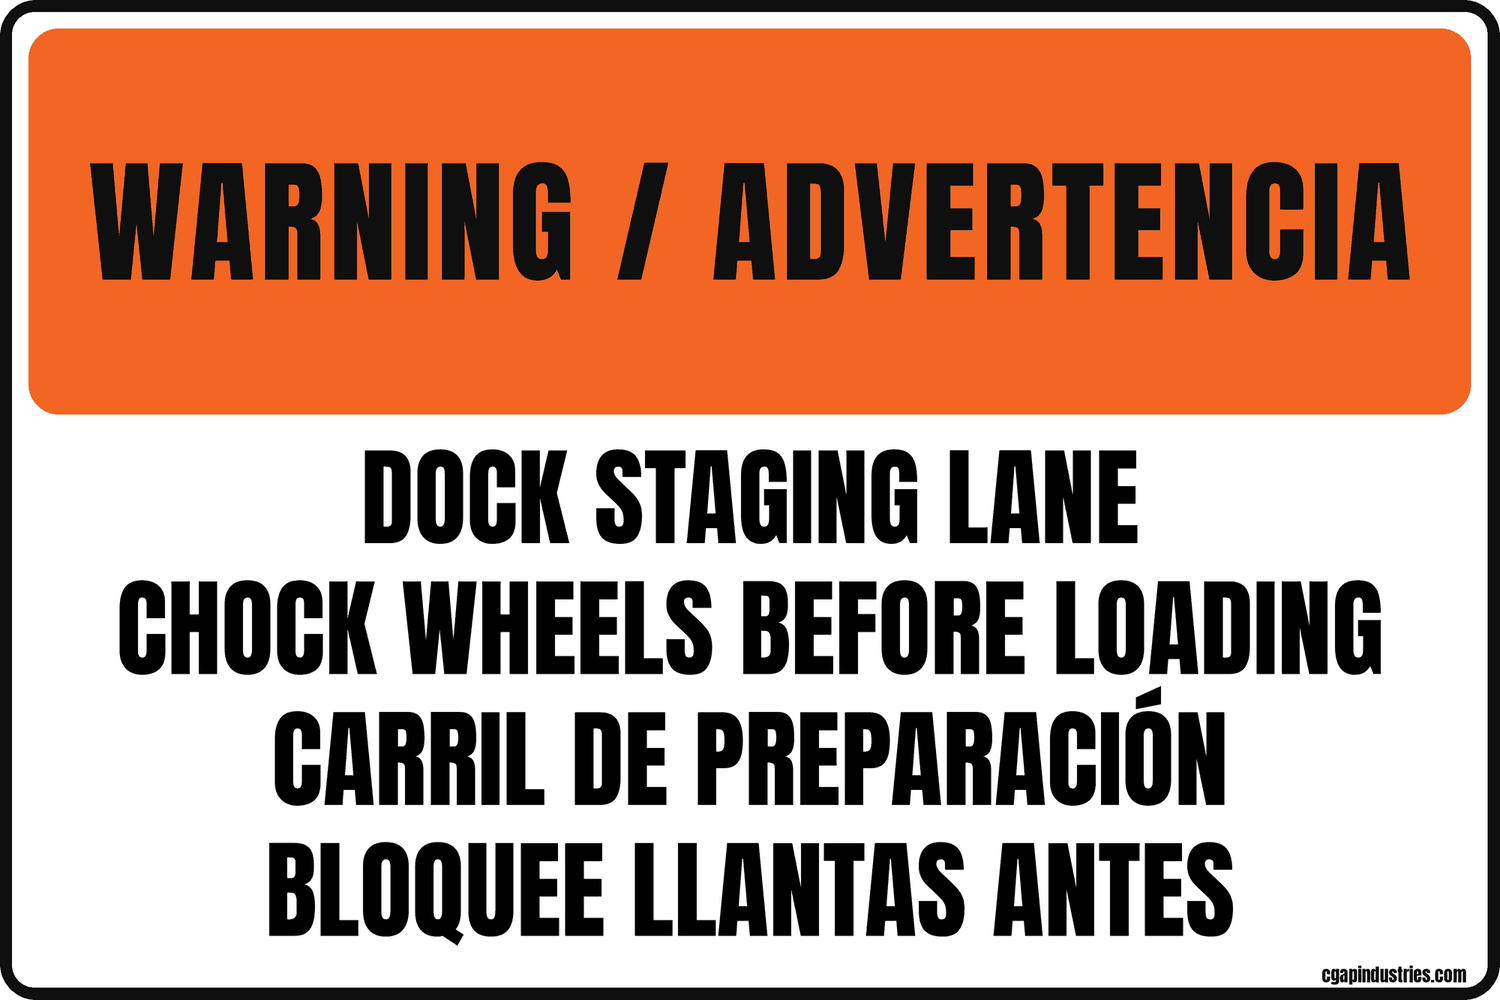 WARNING / ADVERTENCIA
DOCK STAGING LANE
CHOCK WHEELS BEFORE LOADING
CARRIL DE PREPARACIÓN
BLOQUEE LLANTAS ANTES
cgapindustries.com